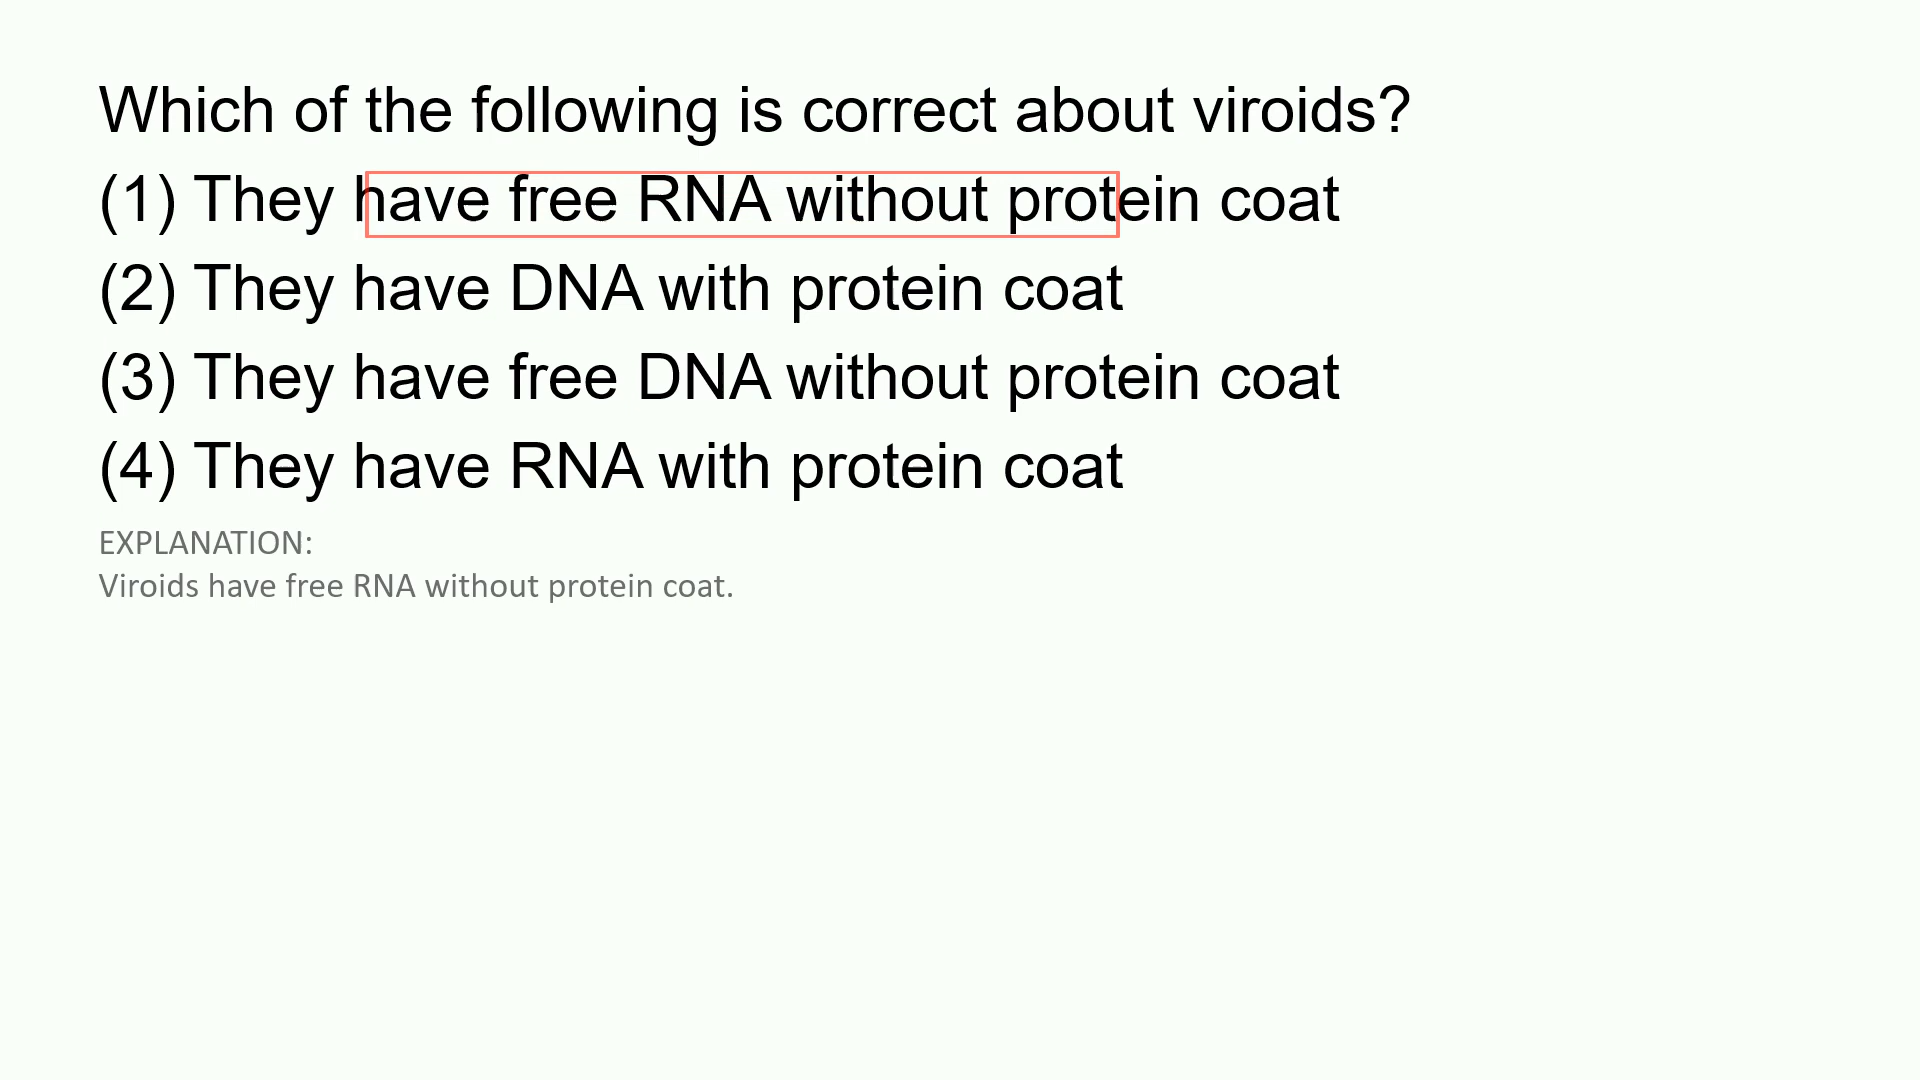 Which of the following is correct about viroids?
(1) They have free RNA without protein coat
(2) They have DNA with protein coat
(3) They have free DNA without protein coat
(4) They have RNA with protein coat
EXPLANATION:
Viroids have free RNA without protein coat.